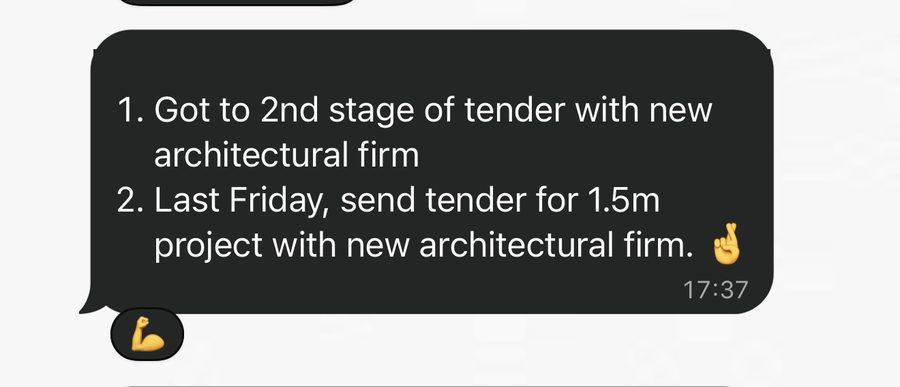 1. Got to 2nd stage of tender with new
architectural firm
2. Last Friday, send tender for 1.5m
project with new architectural firm. 🤞
17:37
💪